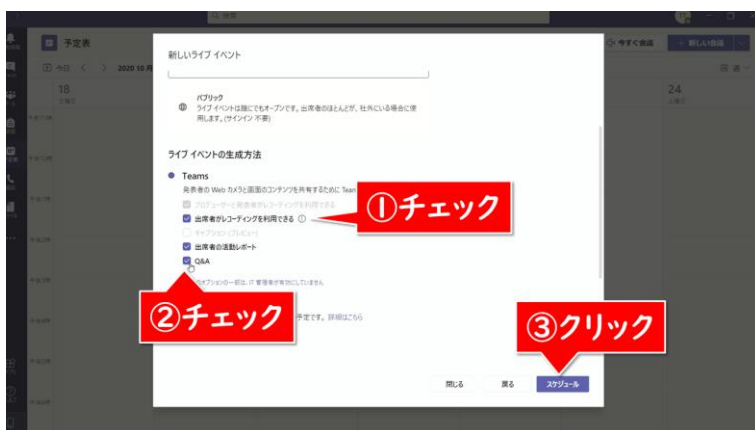 検索
予定表
今すぐ会議
+ 新しい会議
今日 < > 2020 10 月
週
18
日曜日
24
土曜日
新しいライブ イベント
パブリック
ライブ イベントは誰にでもオープンです。出席者のほとんどが、社外にいる場合に使
用します。(サインイン 不要)
ライブ イベントの生成方法
Teams
発表者の Web カメラと画面のコンテンツを共有するために Tean
プロデューサーと発表者がレコーディングを利用できる
出席者がレコーディングを利用できる
①チェック
キャプション (プレビュー)
出席者の活動レポート
Q&A
オプションの一部は、IT 管理者が有効にしていません
②チェック
予定です。詳細はこちら
③クリック
閉じる
戻る
スケジュール